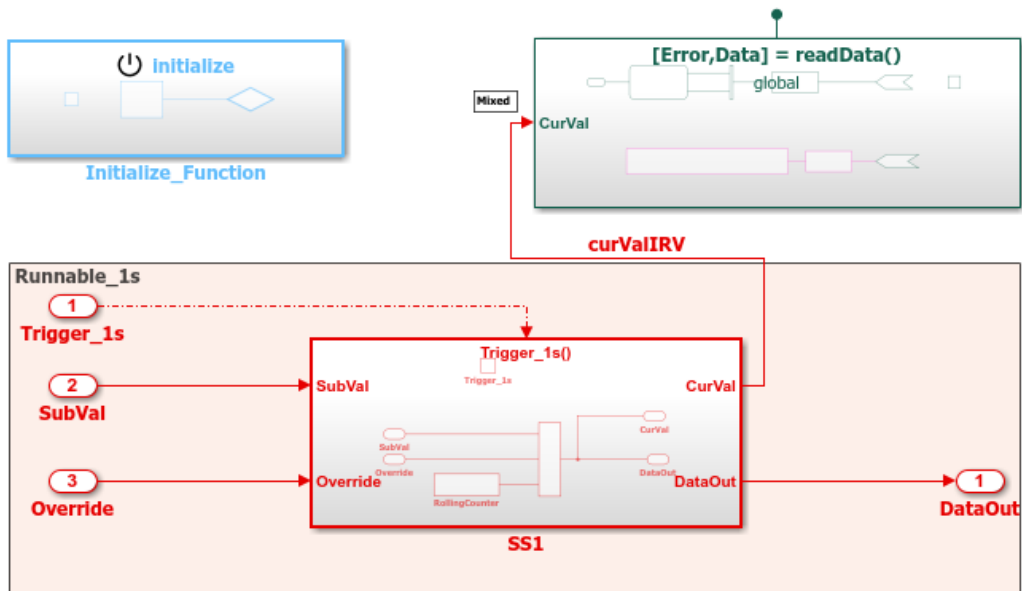 initialize
Initialize_Function
[Error,Data] = readData()
global
Mixed
CurVal
curValIRV
Runnable_1s
1
Trigger_1s
Trigger_1s()
Trigger_1s
2
SubVal
SubVal
CurVal
CurVal
SubVal
Override
DataOut
RollingCounter
3
Override
Override
DataOut
1
DataOut
SS1